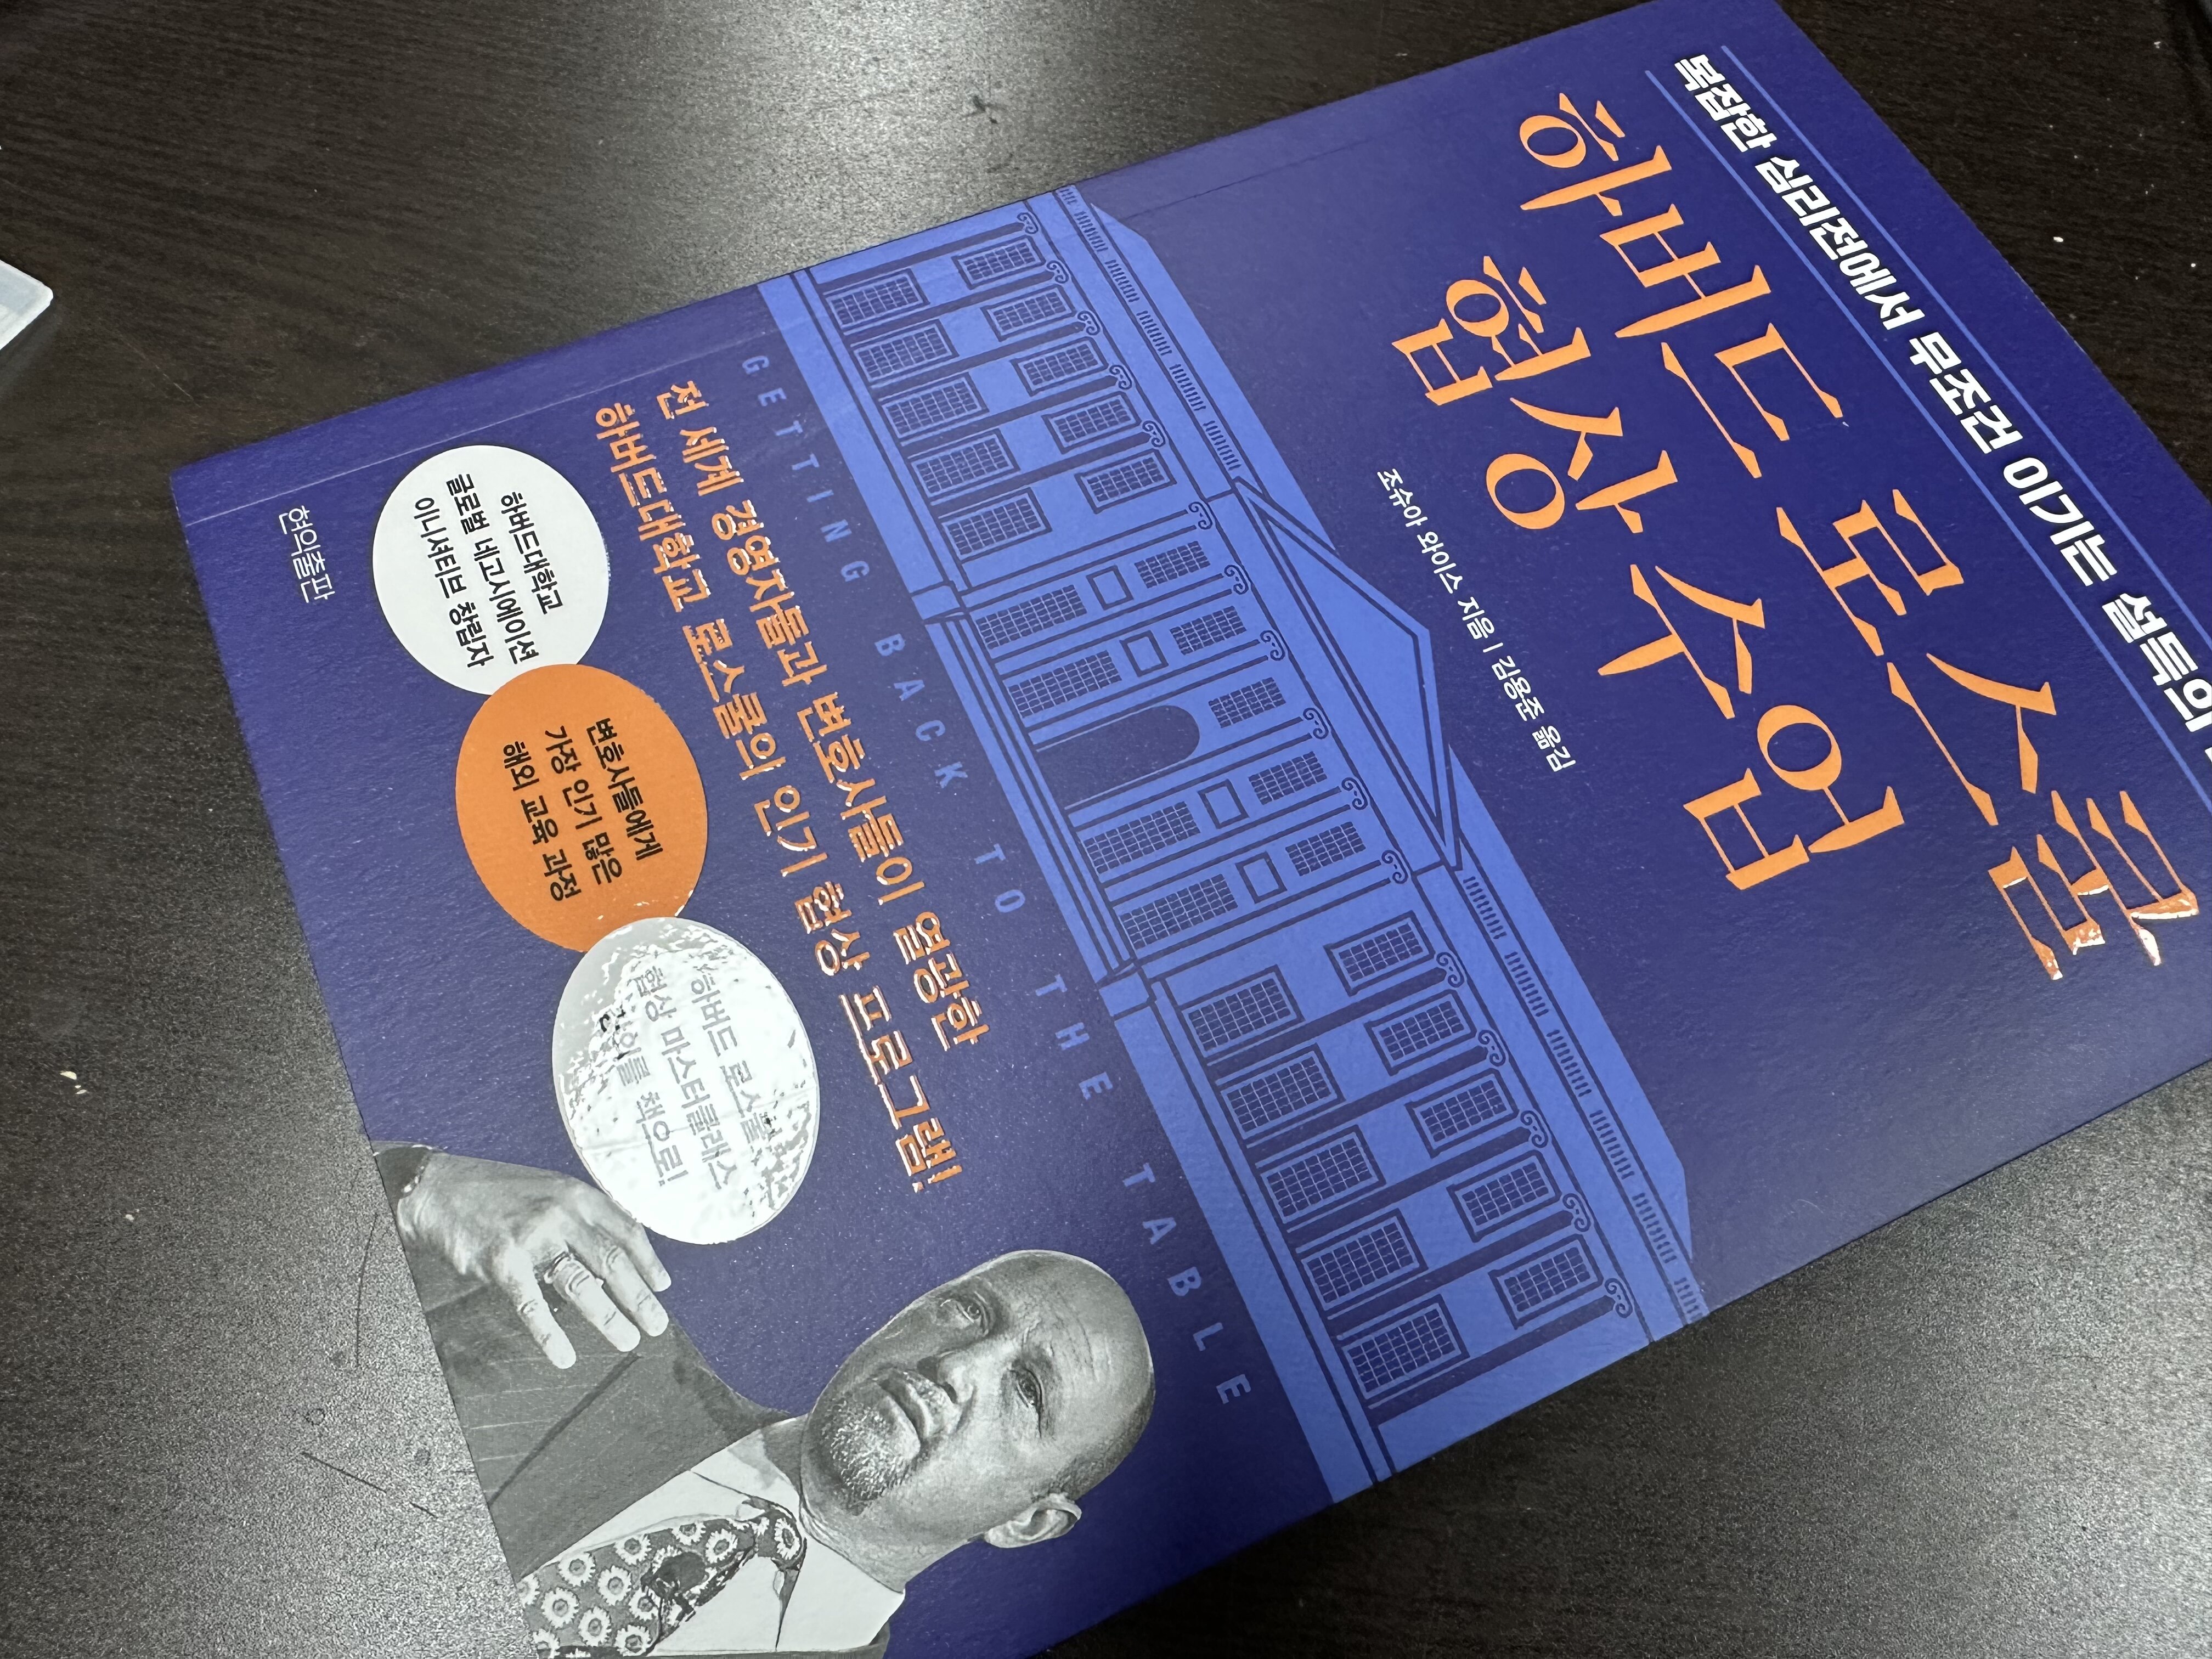 복잡한 심리전에서 무조건 이기는 설득의
하버드 로스쿨
협상 수업
조슈아 와이스 지음 | 김용준 옮김
GETTING BACK TO THE TABLE
전 세계 경영자들과 변호사들이 열광한
하버드대학교 로스쿨의 인기 협상 프로그램!
하버드대학교
글로벌 네고시에이션
이니셔티브 창립자
변호사들에게
가장 인기 많은
해외 교육 과정
하버드 로스쿨
협상 마스터클래스
강의를 책으로!
현익출판